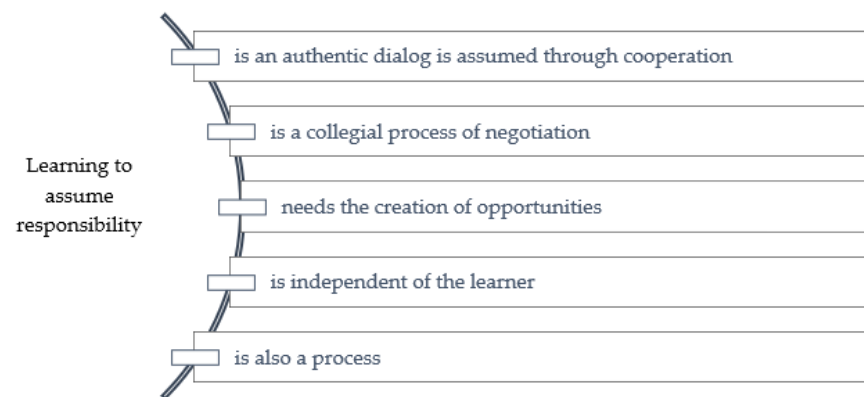 Learning to
assume
responsibility
is an authentic dialog is assumed through cooperation
is a collegial process of negotiation
needs the creation of opportunities
is independent of the learner
is also a process